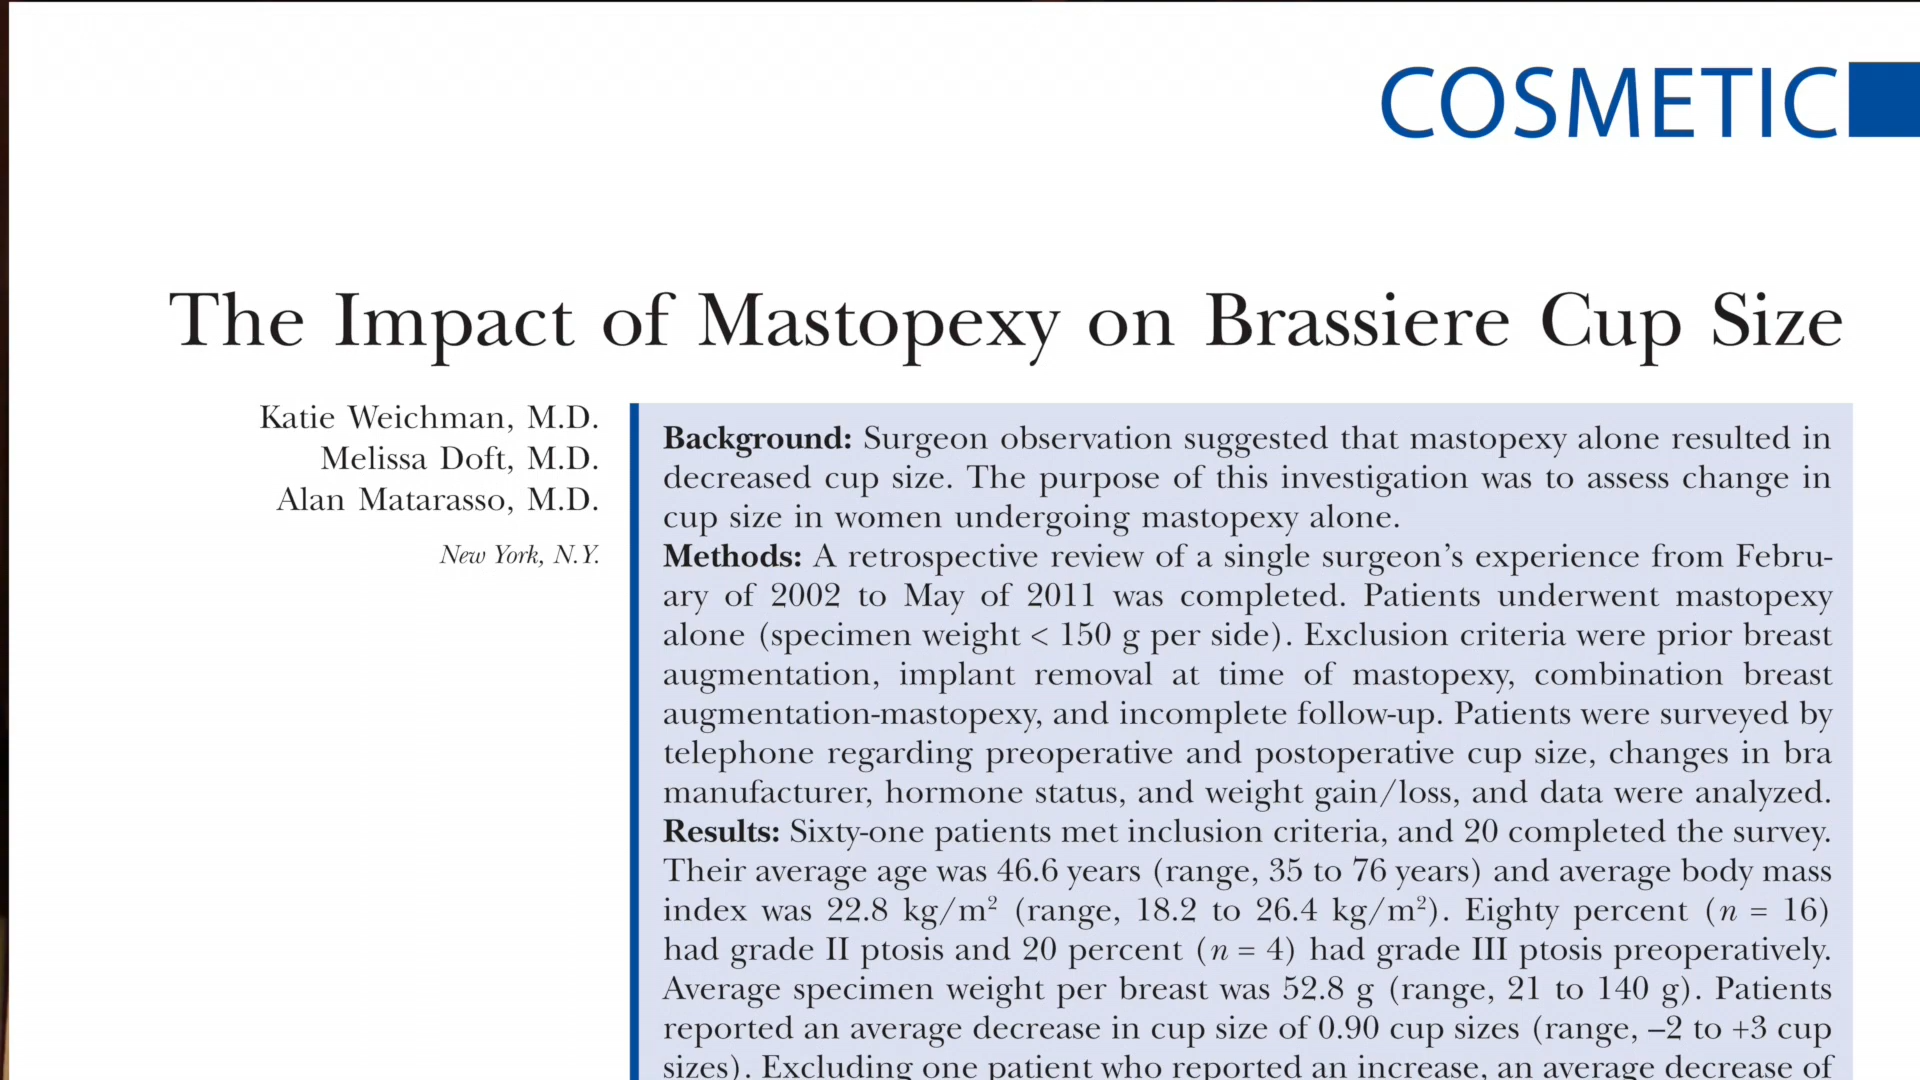 COSMETIC
The Impact of Mastopexy on Brassiere Cup Size
Katie Weichman, M.D.
Melissa Doft, M.D.
Alan Matarasso, M.D.
New York, N.Y.
Background: Surgeon observation suggested that mastopexy alone resulted in
decreased cup size. The purpose of this investigation was to assess change in
cup size in women undergoing mastopexy alone.
Methods: A retrospective review of a single surgeon’s experience from Febru-
ary of 2002 to May of 2011 was completed. Patients underwent mastopexy
alone (specimen weight < 150 g per side). Exclusion criteria were prior breast
augmentation, implant removal at time of mastopexy, combination breast
augmentation-mastopexy, and incomplete follow-up. Patients were surveyed by
telephone regarding preoperative and postoperative cup size, changes in bra
manufacturer, hormone status, and weight gain/loss, and data were analyzed.
Results: Sixty-one patients met inclusion criteria, and 20 completed the survey.
Their average age was 46.6 years (range, 35 to 76 years) and average body mass
index was 22.8 kg/m² (range, 18.2 to 26.4 kg/m²). Eighty percent (n = 16)
had grade II ptosis and 20 percent (n = 4) had grade III ptosis preoperatively.
Average specimen weight per breast was 52.8 g (range, 21 to 140 g). Patients
reported an average decrease in cup size of 0.90 cup sizes (range, –2 to +3 cup
sizes). Excluding one patient who reported an increase, an average decrease of